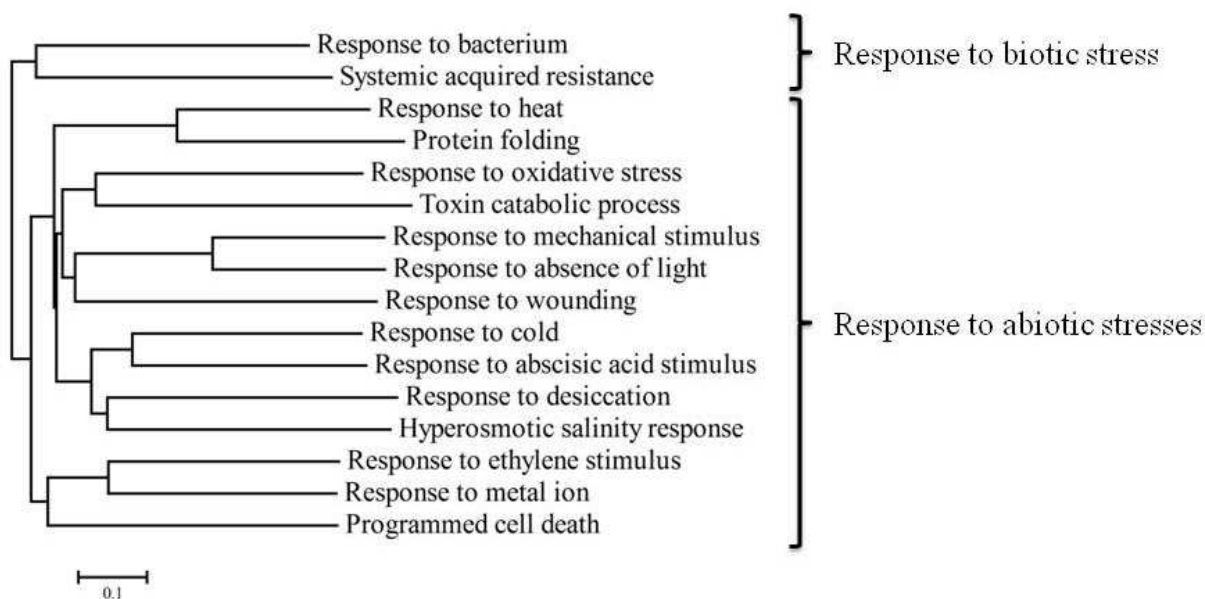 Response to bacterium
Systemic acquired resistance
Response to biotic stress
Response to heat
Protein folding
Response to oxidative stress
Toxin catabolic process
Response to mechanical stimulus
Response to absence of light
Response to wounding
Response to cold
Response to abscisic acid stimulus
Response to desiccation
Hyperosmotic salinity response
Response to ethylene stimulus
Response to metal ion
Programmed cell death
Response to abiotic stresses
0.1